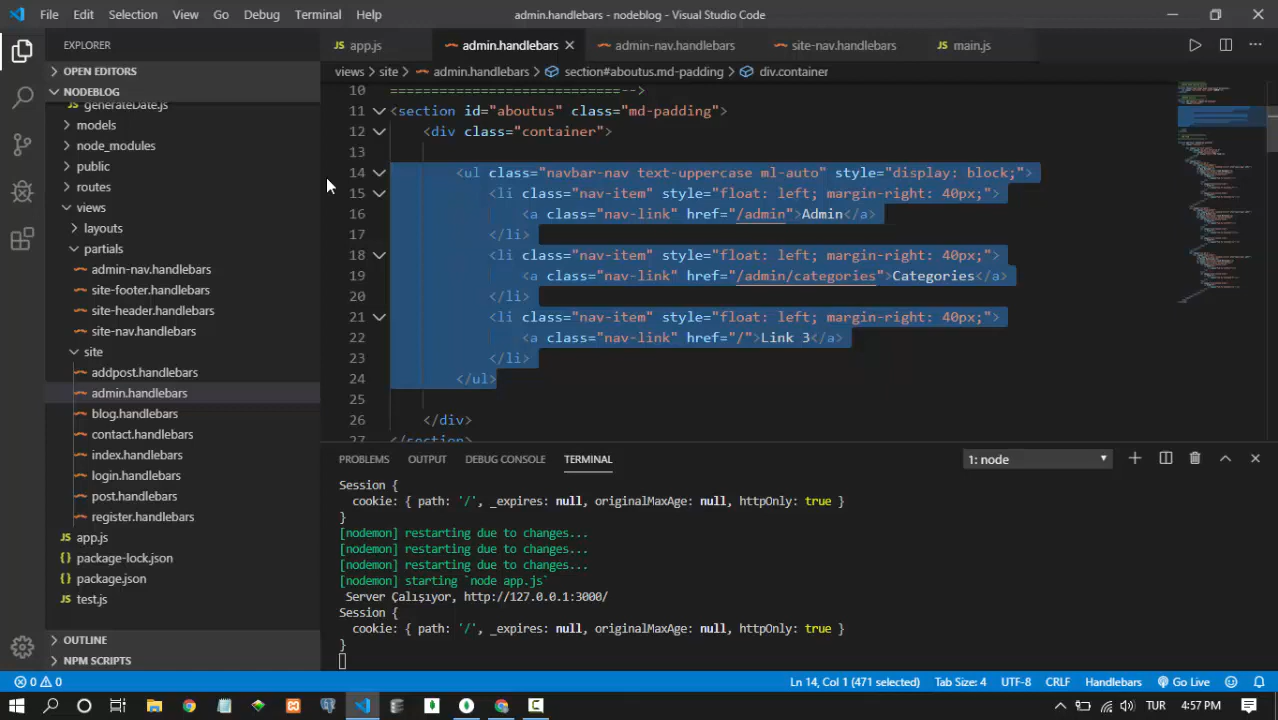 File Edit Selection View Go Debug Terminal Help
admin.handlebars - nodeblog - Visual Studio Code
EXPLORER
OPEN EDITORS
NODEBLOG
generateDate.js
models
node_modules
public
routes
views
layouts
partials
admin-nav.handlebars
site-footer.handlebars
site-header.handlebars
site-nav.handlebars
site
addpost.handlebars
admin.handlebars
blog.handlebars
contact.handlebars
index.handlebars
login.handlebars
post.handlebars
register.handlebars
JS app.js
{} package-lock.json
{} package.json
JS test.js
OUTLINE
NPM SCRIPTS
JS app.js
admin.handlebars
admin-nav.handlebars
site-nav.handlebars
JS main.js
views > site > admin.handlebars > section#aboutus.md-padding > div.container
10 ============================-->
11 <section id="aboutus" class="md-padding">
12 <div class="container">
13
14 <ul class="navbar-nav text-uppercase ml-auto" style="display: block;">
15 <li class="nav-item" style="float: left; margin-right: 40px;">
16 <a class="nav-link" href="/admin">Admin</a>
17 </li>
18 <li class="nav-item" style="float: left; margin-right: 40px;">
19 <a class="nav-link" href="/admin/categories">Categories</a>
20 </li>
21 <li class="nav-item" style="float: left; margin-right: 40px;">
22 <a class="nav-link" href="/">Link 3</a>
23 </li>
24 </ul>
25
26 </div>
27 </section>
PROBLEMS OUTPUT DEBUG CONSOLE TERMINAL
1: node
Session {
cookie: { path: '/', _expires: null, originalMaxAge: null, httpOnly: true }
}
[nodemon] restarting due to changes...
[nodemon] restarting due to changes...
[nodemon] restarting due to changes...
[nodemon] starting `node app.js`
Server Çalışıyor, http://127.0.0.1:3000/
Session {
cookie: { path: '/', _expires: null, originalMaxAge: null, httpOnly: true }
}
0 0
Ln 14, Col 1 (471 selected) Tab Size: 4 UTF-8 CRLF Handlebars Go Live
TUR 4:57 PM